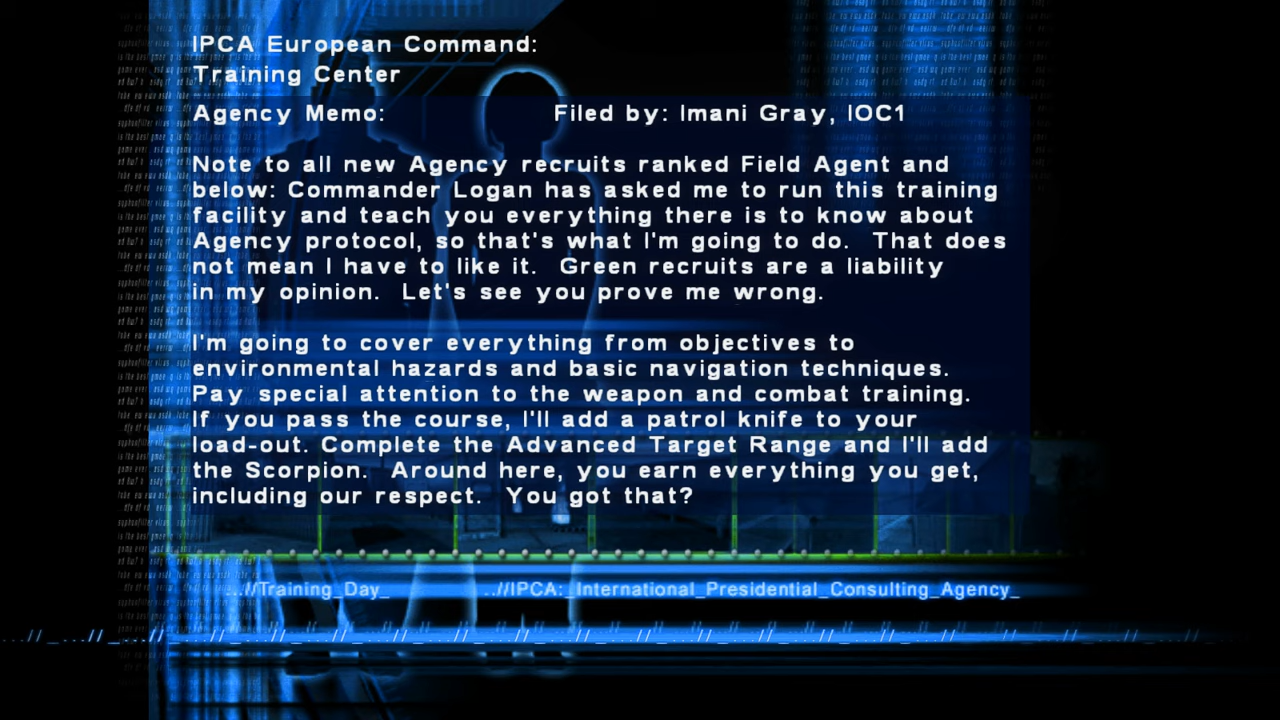 IPCA European Command:
Training Center
Agency Memo: Filed by: Imani Gray, IOC1
Note to all new Agency recruits ranked Field Agent and
below: Commander Logan has asked me to run this training
facility and teach you everything there is to know about
Agency protocol, so that's what I'm going to do. That does
not mean I have to like it. Green recruits are a liability
in my opinion. Let's see you prove me wrong.
I'm going to cover everything from objectives to
environmental hazards and basic navigation techniques.
Pay special attention to the weapon and combat training.
If you pass the course, I'll add a patrol knife to your
load-out. Complete the Advanced Target Range and I'll add
the Scorpion. Around here, you earn everything you get,
including our respect. You got that?
...//Training_Day_ ..//IPCA:_International_Presidential_Consulting_Agency_